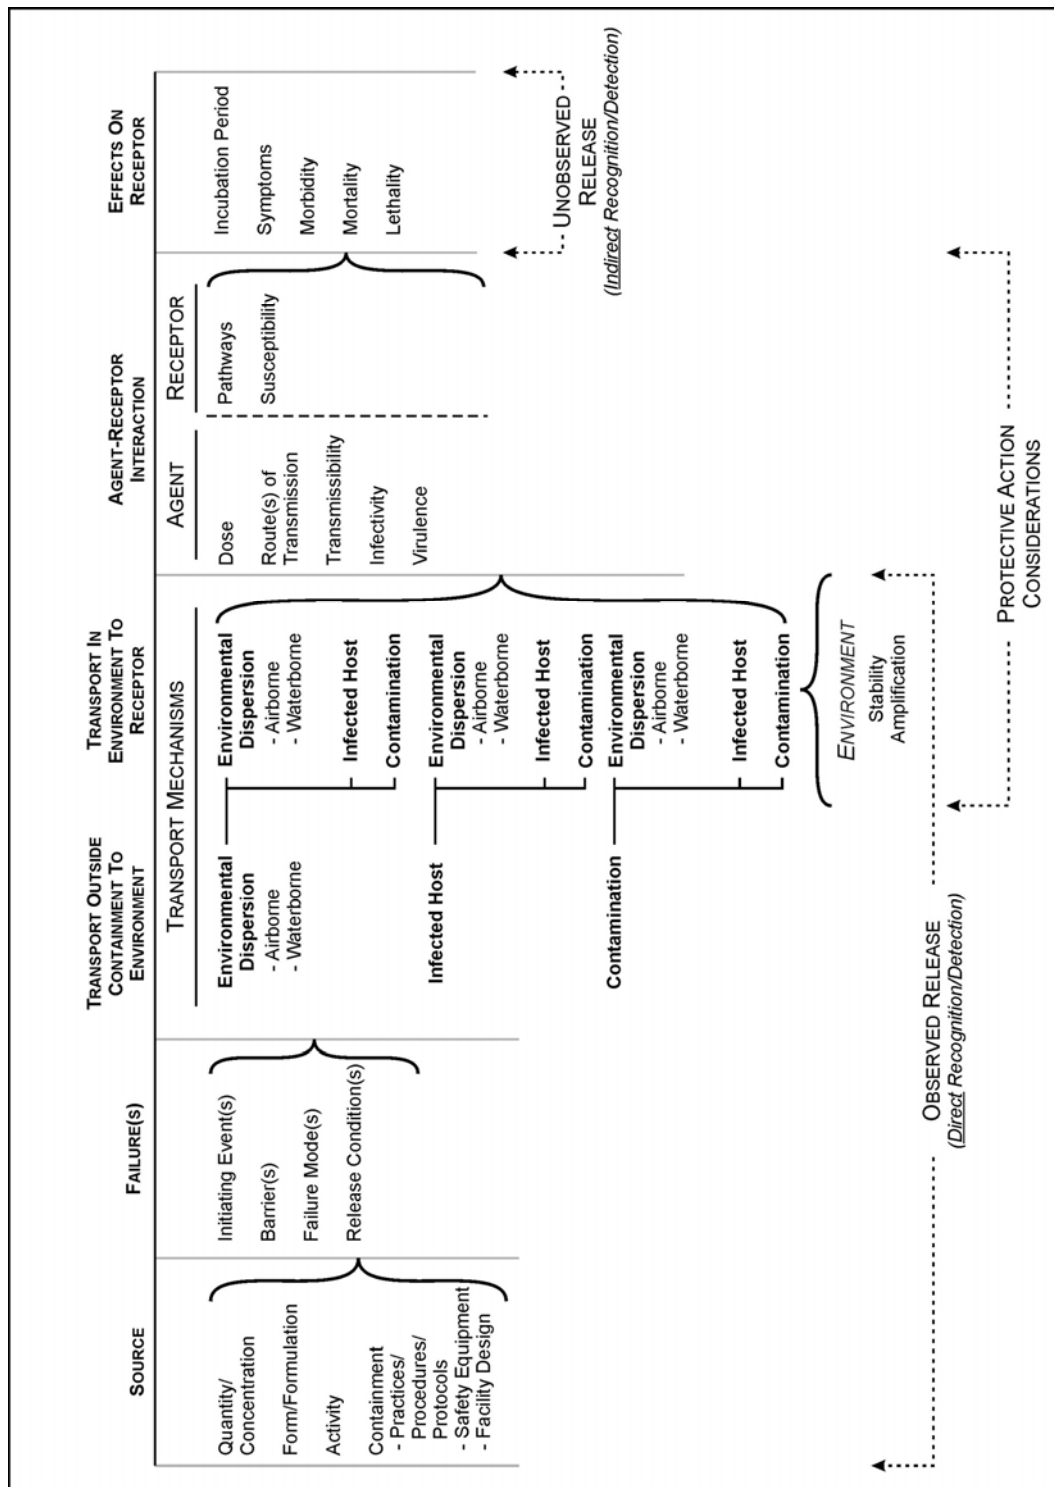 SOURCE
Quantity/
Concentration
Form/Formulation
Activity
Containment
- Practices/
Procedures/
Protocols
- Safety Equipment
- Facility Design
FAILURE(S)
Initiating Event(s)
Barrier(s)
Failure Mode(s)
Release Condition(s)
TRANSPORT OUTSIDE
CONTAINMENT TO
ENVIRONMENT
TRANSPORT IN
ENVIRONMENT TO
RECEPTOR
TRANSPORT MECHANISMS
Environmental
Dispersion
- Airborne
- Waterborne
Environmental
Dispersion
- Airborne
- Waterborne
Infected Host
Contamination
Infected Host
Environmental
Dispersion
- Airborne
- Waterborne
Infected Host
Contamination
Contamination
Environmental
Dispersion
- Airborne
- Waterborne
Infected Host
Contamination
ENVIRONMENT
Stability
Amplification
AGENT-RECEPTOR
INTERACTION
AGENT
Dose
Route(s) of
Transmission
Transmissibility
Infectivity
Virulence
RECEPTOR
Pathways
Susceptibility
EFFECTS ON
RECEPTOR
Incubation Period
Symptoms
Morbidity
Mortality
Lethality
UNOBSERVED
RELEASE
(Indirect Recognition/Detection)
OBSERVED RELEASE
(Direct Recognition/Detection)
PROTECTIVE ACTION
CONSIDERATIONS